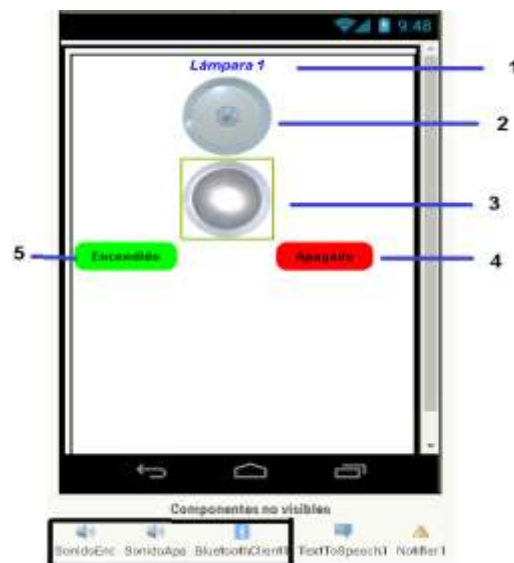 9:48
Lámpara 1
1
2
3
5
Encendido
Apagado
4
Componentes no visibles
SonidoEnc SonidoApa BluetoothClient1 TextToSpeech1 Notifier1